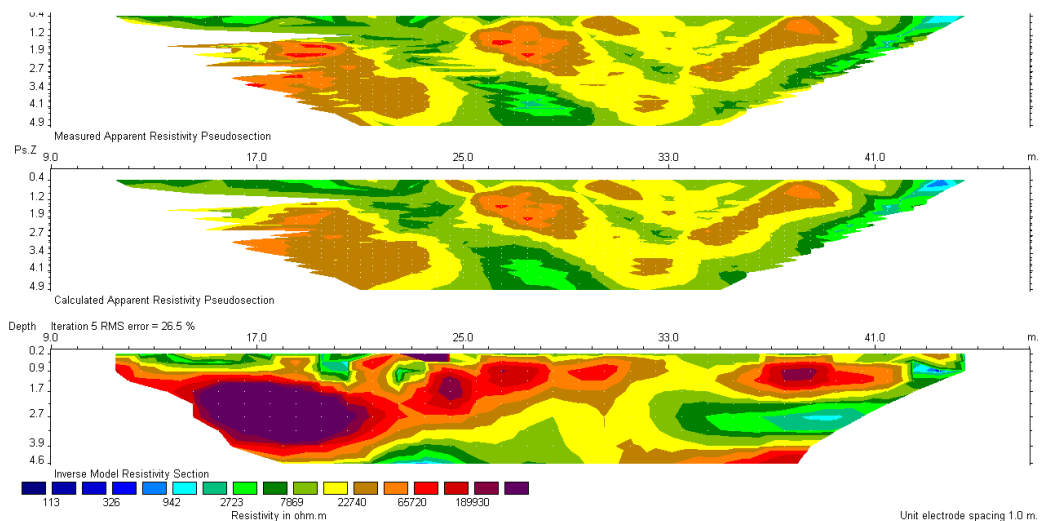 0.4
1.2
1.9
2.7
3.4
4.1
4.9
Measured Apparent Resistivity Pseudosection
Ps.Z 9.0 17.0 25.0 33.0 41.0 m.
0.4
1.2
1.9
2.7
3.4
4.1
4.9
Calculated Apparent Resistivity Pseudosection
Depth Iteration 5 RMS error = 26.5 %
9.0 17.0 25.0 33.0 41.0 m.
0.2
0.9
1.7
2.7
3.9
4.6
Inverse Model Resistivity Section
113 326 942 2723 7869 22740 65720 189930
Resistivity in ohm.m
Unit electrode spacing 1.0 m.